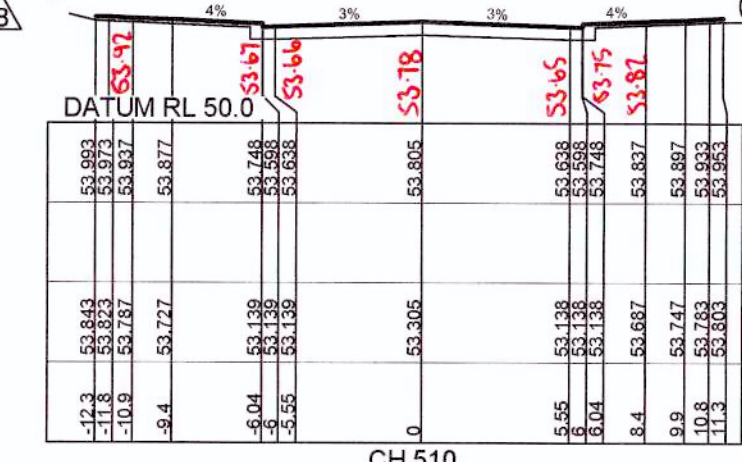 B
4% 3% 3% 4%
53.92 53.67 53.66 53.78 53.65 53.75 53.82
DATUM RL 50.0
53.993 53.973 53.937 53.877 53.748 53.598 53.638 53.805 53.638 53.598 53.748 53.837 53.897 53.933 53.953
53.843 53.823 53.787 53.727 53.139 53.139 53.139 53.305 53.138 53.138 53.138 53.687 53.747 53.783 53.803
-12.3 -11.8 -10.9 -9.4 -6.04 -6 -5.55 0 5.55 6 6.04 8.4 9.9 10.8 11.3
CH 510